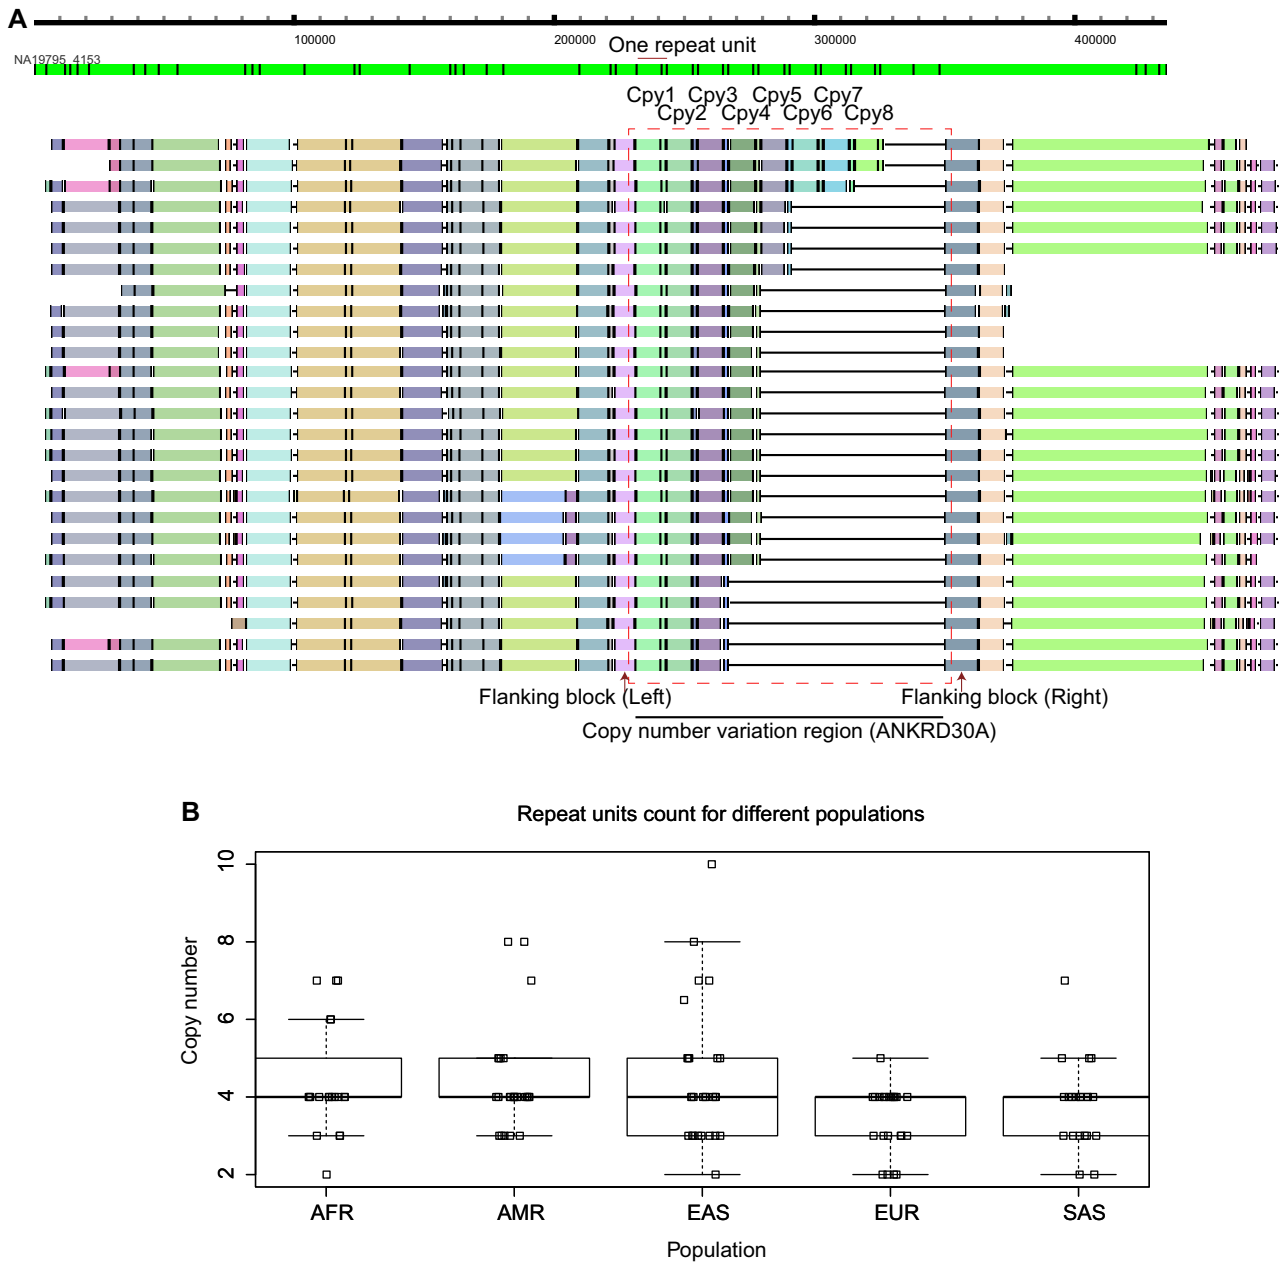 A
100000 200000 300000 400000
One repeat unit
NA19795_4153
Cpy1 Cpy3 Cpy5 Cpy7
Cpy2 Cpy4 Cpy6 Cpy8
Flanking block (Left) Flanking block (Right)
Copy number variation region (ANKRD30A)
B Repeat units count for different populations
10
8
6
4
2
Copy number
AFR AMR EAS EUR SAS
Population